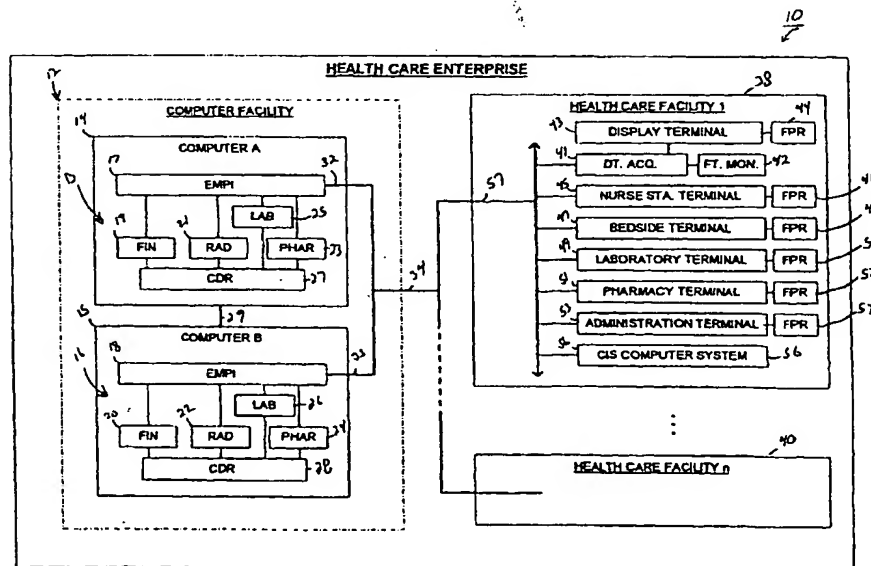 10
HEALTH CARE ENTERPRISE
12
COMPUTER FACILITY
14
COMPUTER A
17
EMPI
32
LAB
25
19
FIN
21
RAD
PHAR
CDR
27
29
15
COMPUTER B
16
18
EMPI
33
LAB
26
20
FIN
22
RAD
PHAR
24
CDR
28
34
57
38
HEALTH CARE FACILITY 1
43
DISPLAY TERMINAL
FPR
44
41
DT. ACQ.
FT. MON.
42
45
NURSE STA. TERMINAL
FPR
47
BEDSIDE TERMINAL
FPR
49
LABORATORY TERMINAL
FPR
PHARMACY TERMINAL
FPR
53
ADMINISTRATION TERMINAL
FPR
CIS COMPUTER SYSTEM
56
40
HEALTH CARE FACILITY n